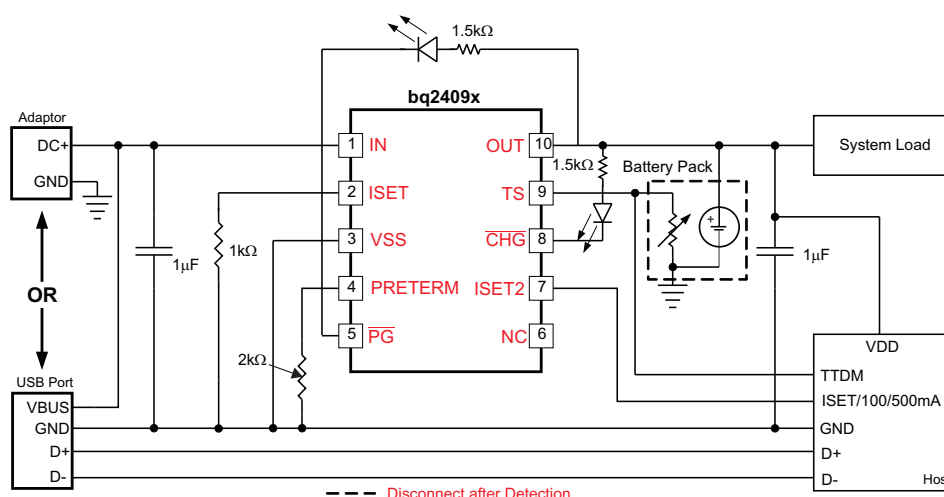 1.5kΩ
bq2409x
Adaptor
DC+
GND
1 IN
OUT 10
System Load
1.5kΩ
Battery Pack
2 ISET
TS 9
+
3 VSS
CHG 8
1kΩ
1μF
1μF
OR
4 PRETERM
ISET2 7
5 PG
NC 6
2kΩ
VDD
USB Port
TTDM
VBUS
ISET/100/500mA
GND
GND
D+
D+
D-
D-
Hos
Disconnect after Detection